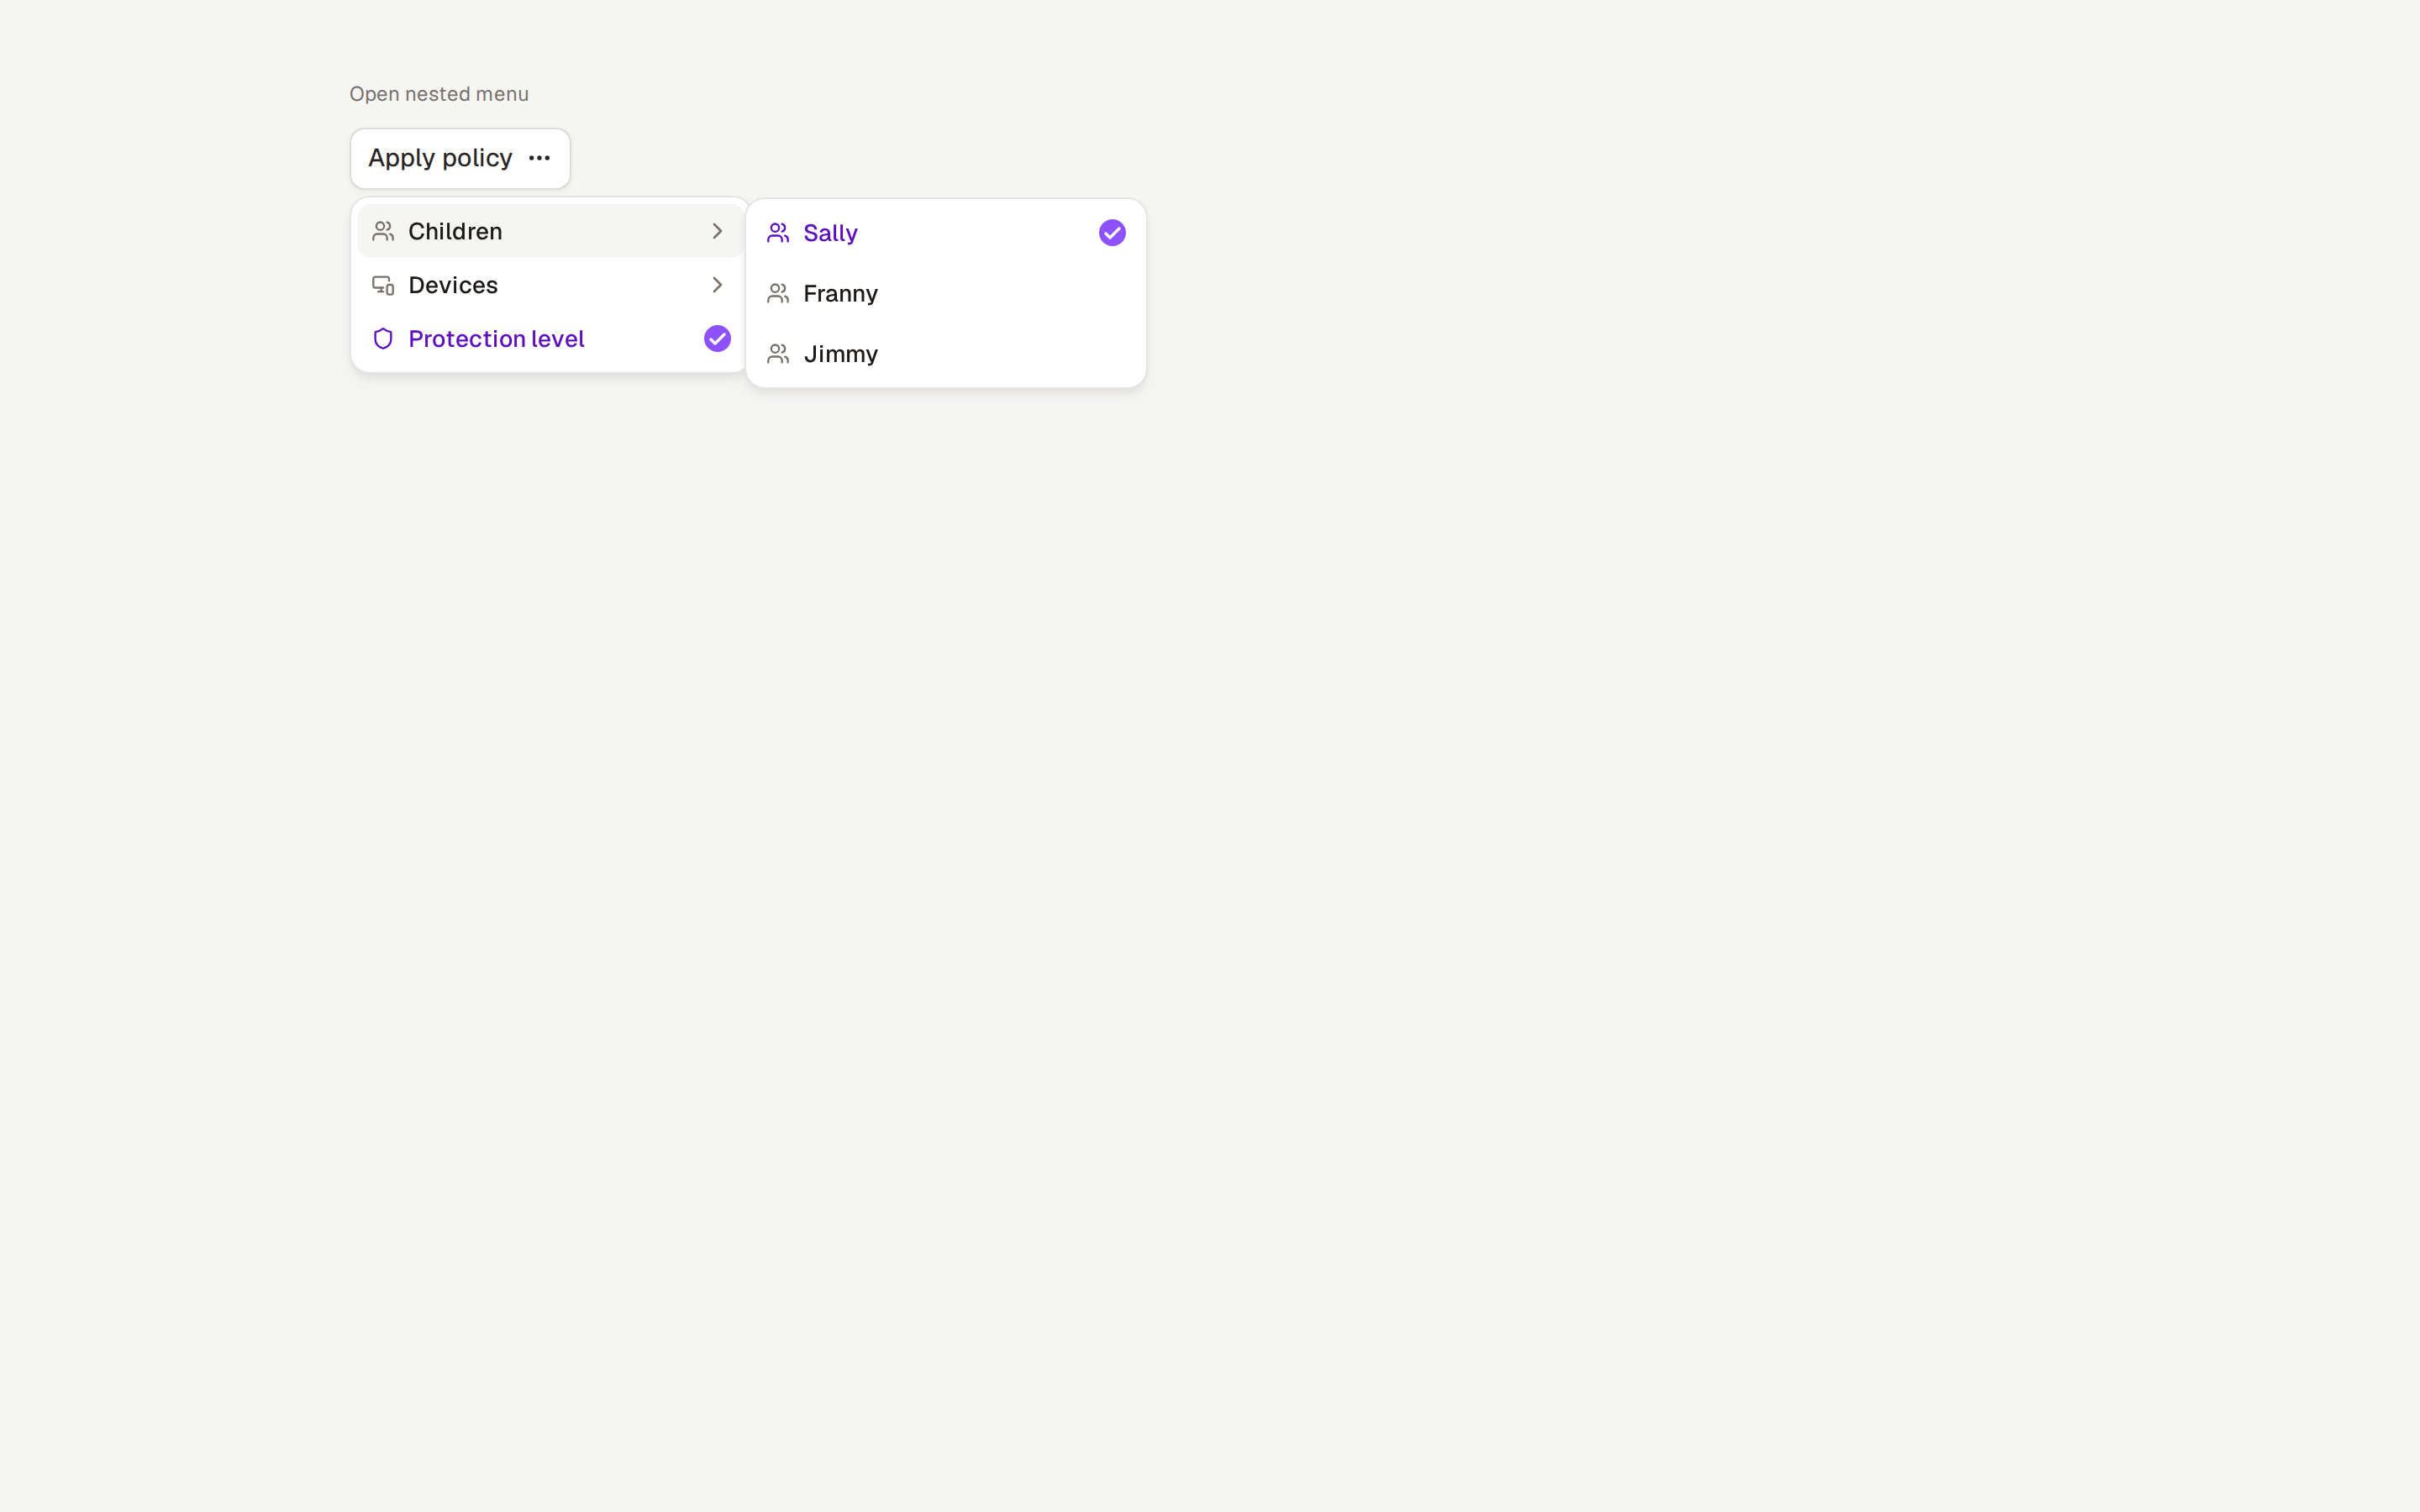 Open nested menu
Apply policy
Children
Devices
Protection level
Sally
Franny
Jimmy